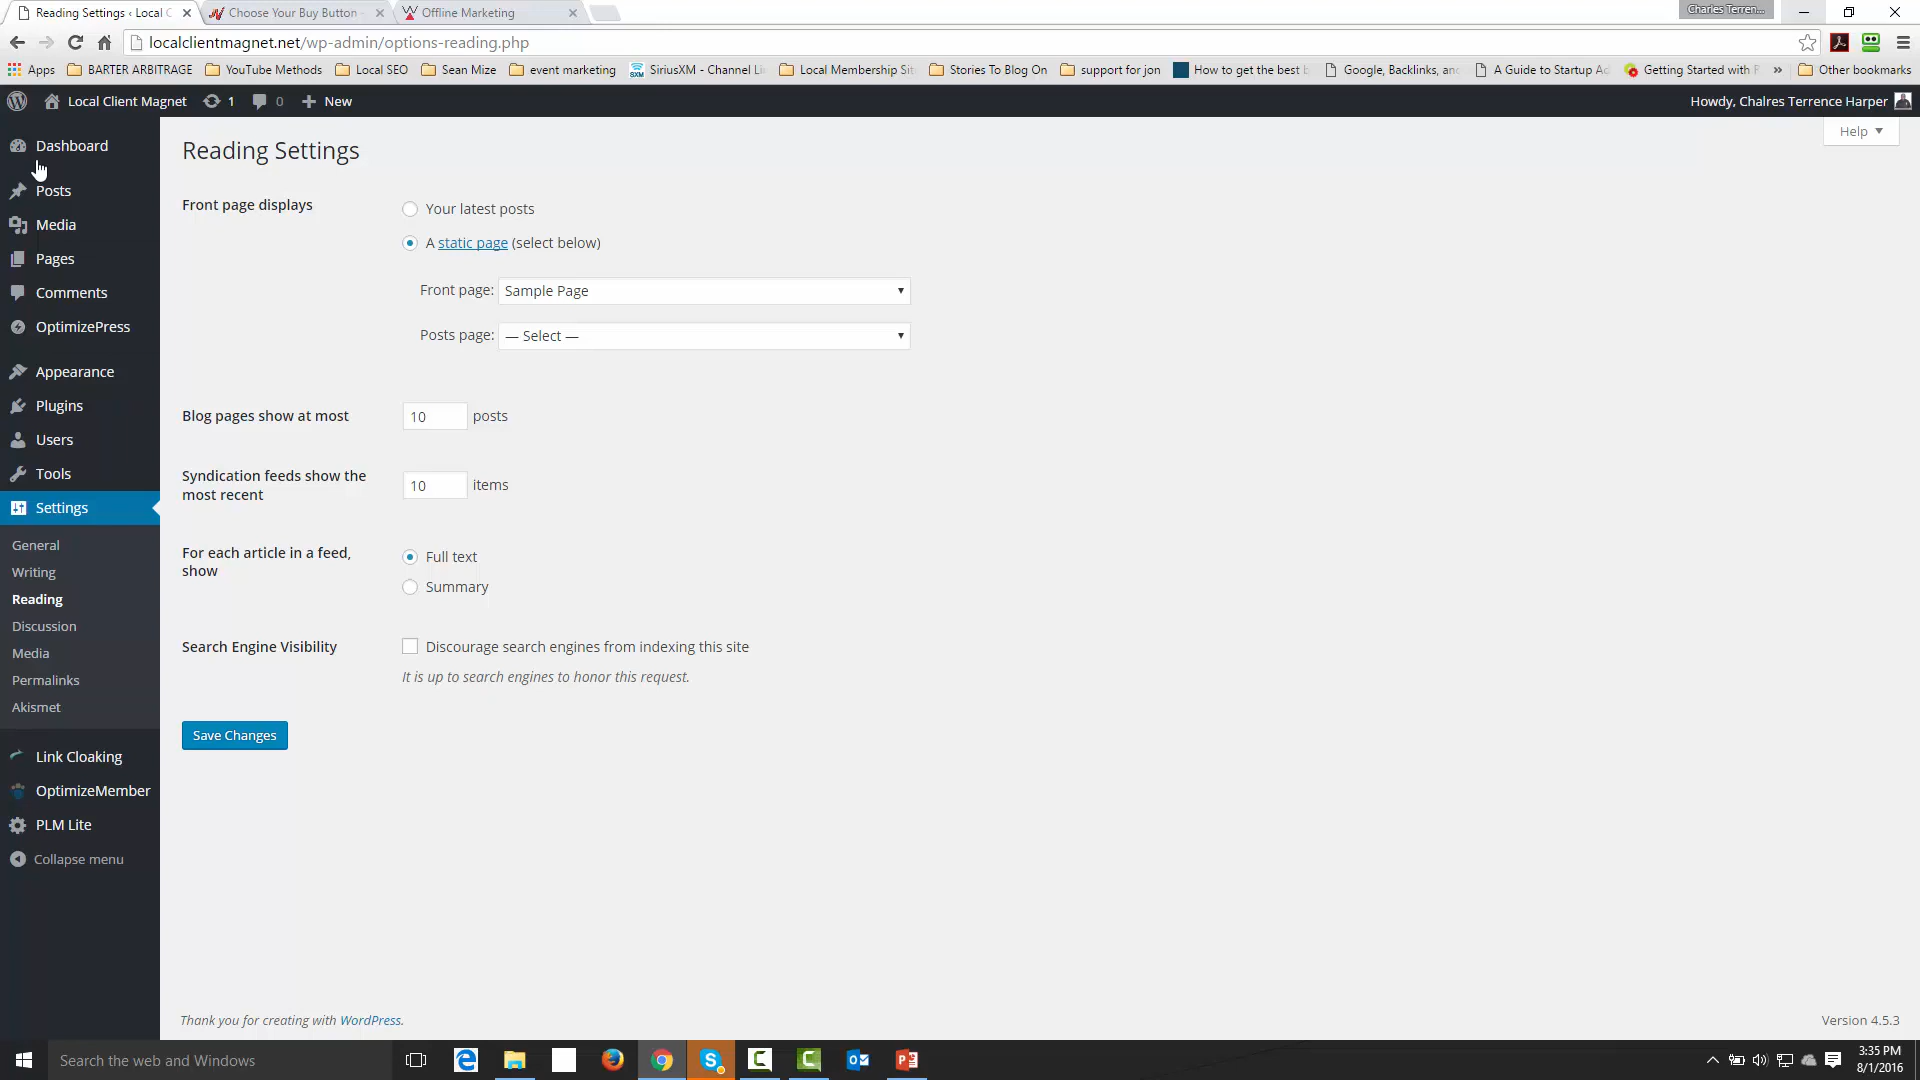 Reading Settings ‹ Local C
Choose Your Buy Button
Offline Marketing
Charles Terren...
localclientmagnet.net/wp-admin/options-reading.php
Apps
BARTER ARBITRAGE
YouTube Methods
Local SEO
Sean Mize
event marketing
SiriusXM - Channel Li
Local Membership Sit
Stories To Blog On
support for jon
How to get the best
Google, Backlinks, an
A Guide to Startup Ad
Getting Started with
» Other bookmarks
Local Client Magnet
1
0
New
Howdy, Chalres Terrence Harper
Help
Dashboard
Posts
Media
Pages
Comments
OptimizePress
Appearance
Plugins
Users
Tools
Settings
General
Writing
Reading
Discussion
Media
Permalinks
Akismet
Link Cloaking
OptimizeMember
PLM Lite
Collapse menu
Reading Settings
Front page displays
Your latest posts
A static page (select below)
Front page: Sample Page
Posts page: — Select —
Blog pages show at most 10 posts
Syndication feeds show the
most recent
10 items
For each article in a feed,
show
Full text
Summary
Search Engine Visibility
Discourage search engines from indexing this site
It is up to search engines to honor this request.
Save Changes
Thank you for creating with WordPress.
Version 4.5.3
Search the web and Windows
3:35 PM
8/1/2016